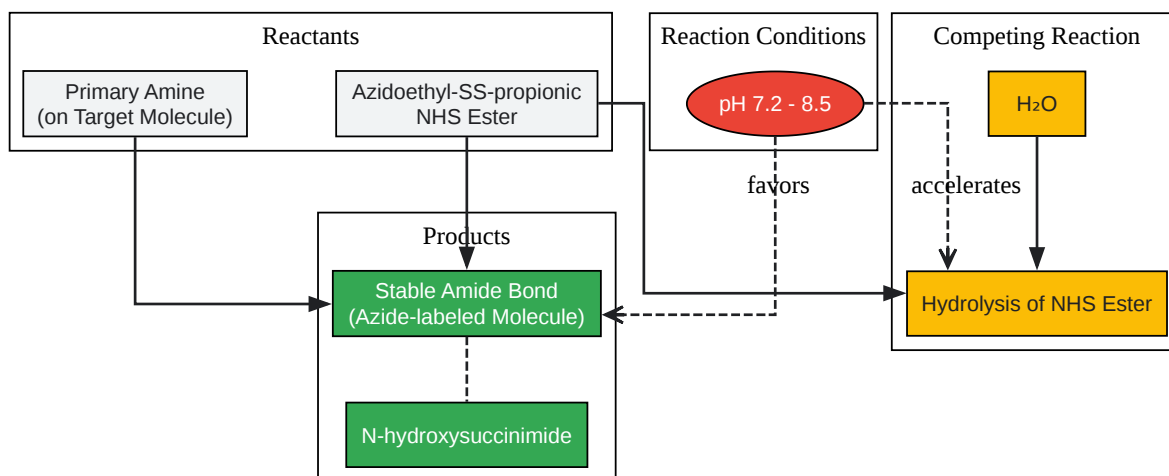 Reactants
Reaction Conditions
Competing Reaction
Primary Amine
(on Target Molecule)
Azidoethyl-SS-propionic
NHS Ester
pH 7.2 - 8.5
H₂O
favors
accelerates
Products
Stable Amide Bond
(Azide-labeled Molecule)
Hydrolysis of NHS Ester
N-hydroxysuccinimide